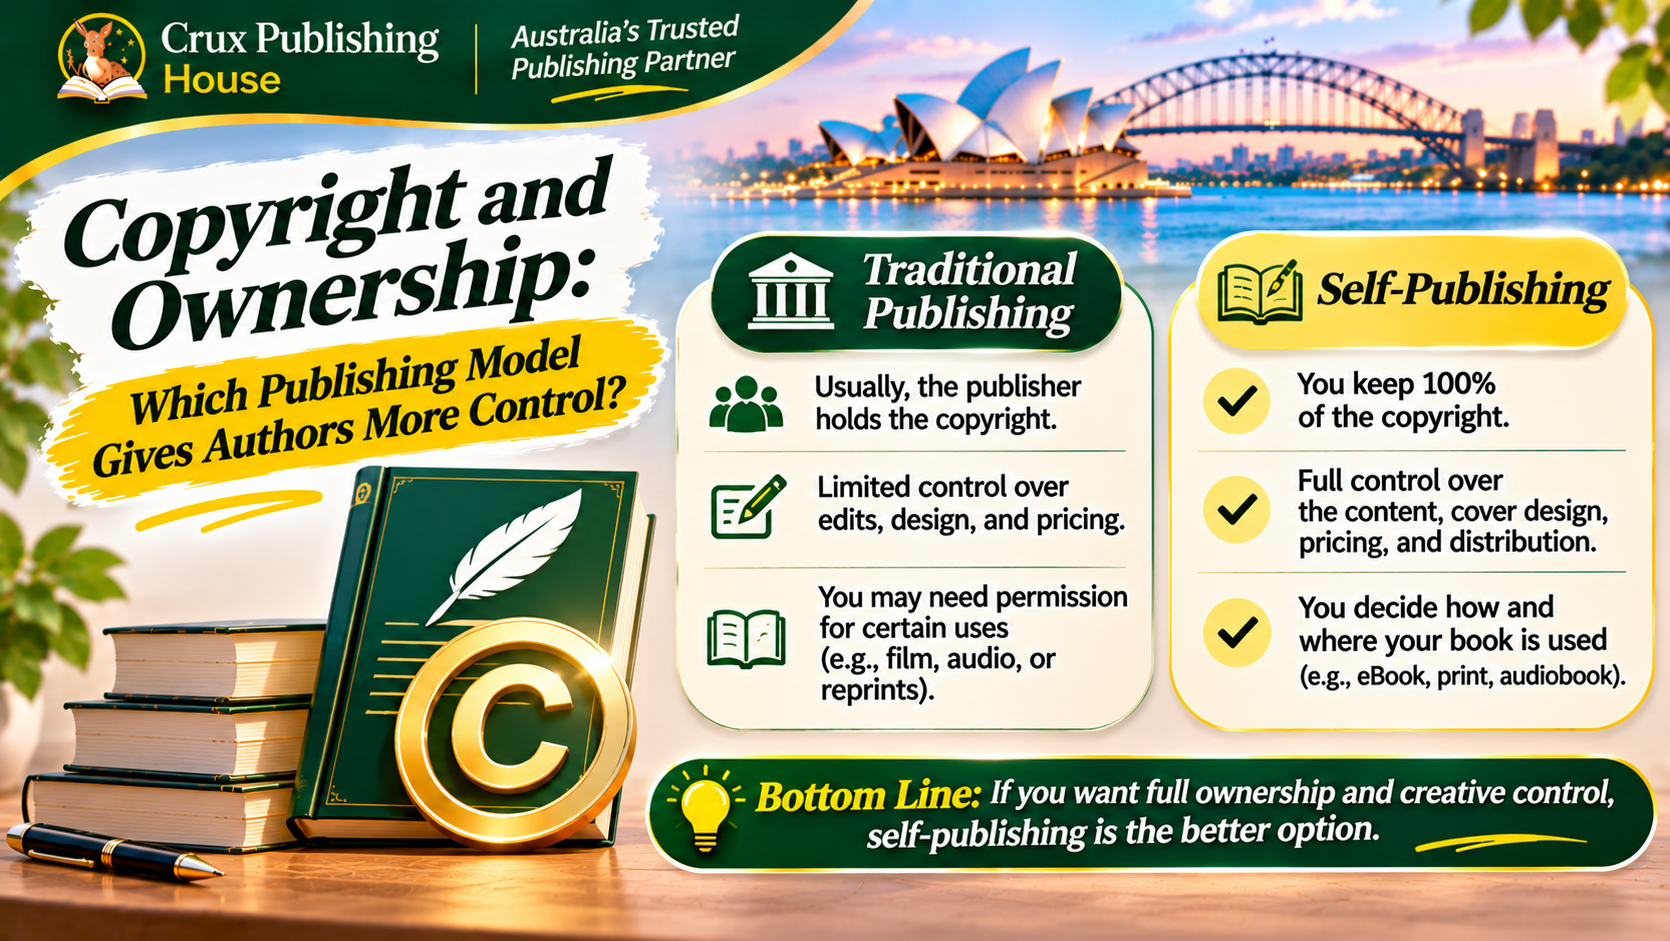 Crux Publishing
House
Australia's Trusted
Publishing Partner
Copyright and
Ownership:
Which Publishing Model
Gives Authors More Control?
C
Traditional
Publishing
Usually, the publisher
holds the copyright.
Limited control over
edits, design, and pricing.
You may need permission
for certain uses
(e.g., film, audio, or
reprints).
Self-Publishing
You keep 100%
of the copyright.
Full control over
the content, cover design,
pricing, and distribution.
You decide how and
where your book is used
(e.g., eBook, print, audiobook).
Bottom Line: If you want full ownership and creative control,
self-publishing is the better option.